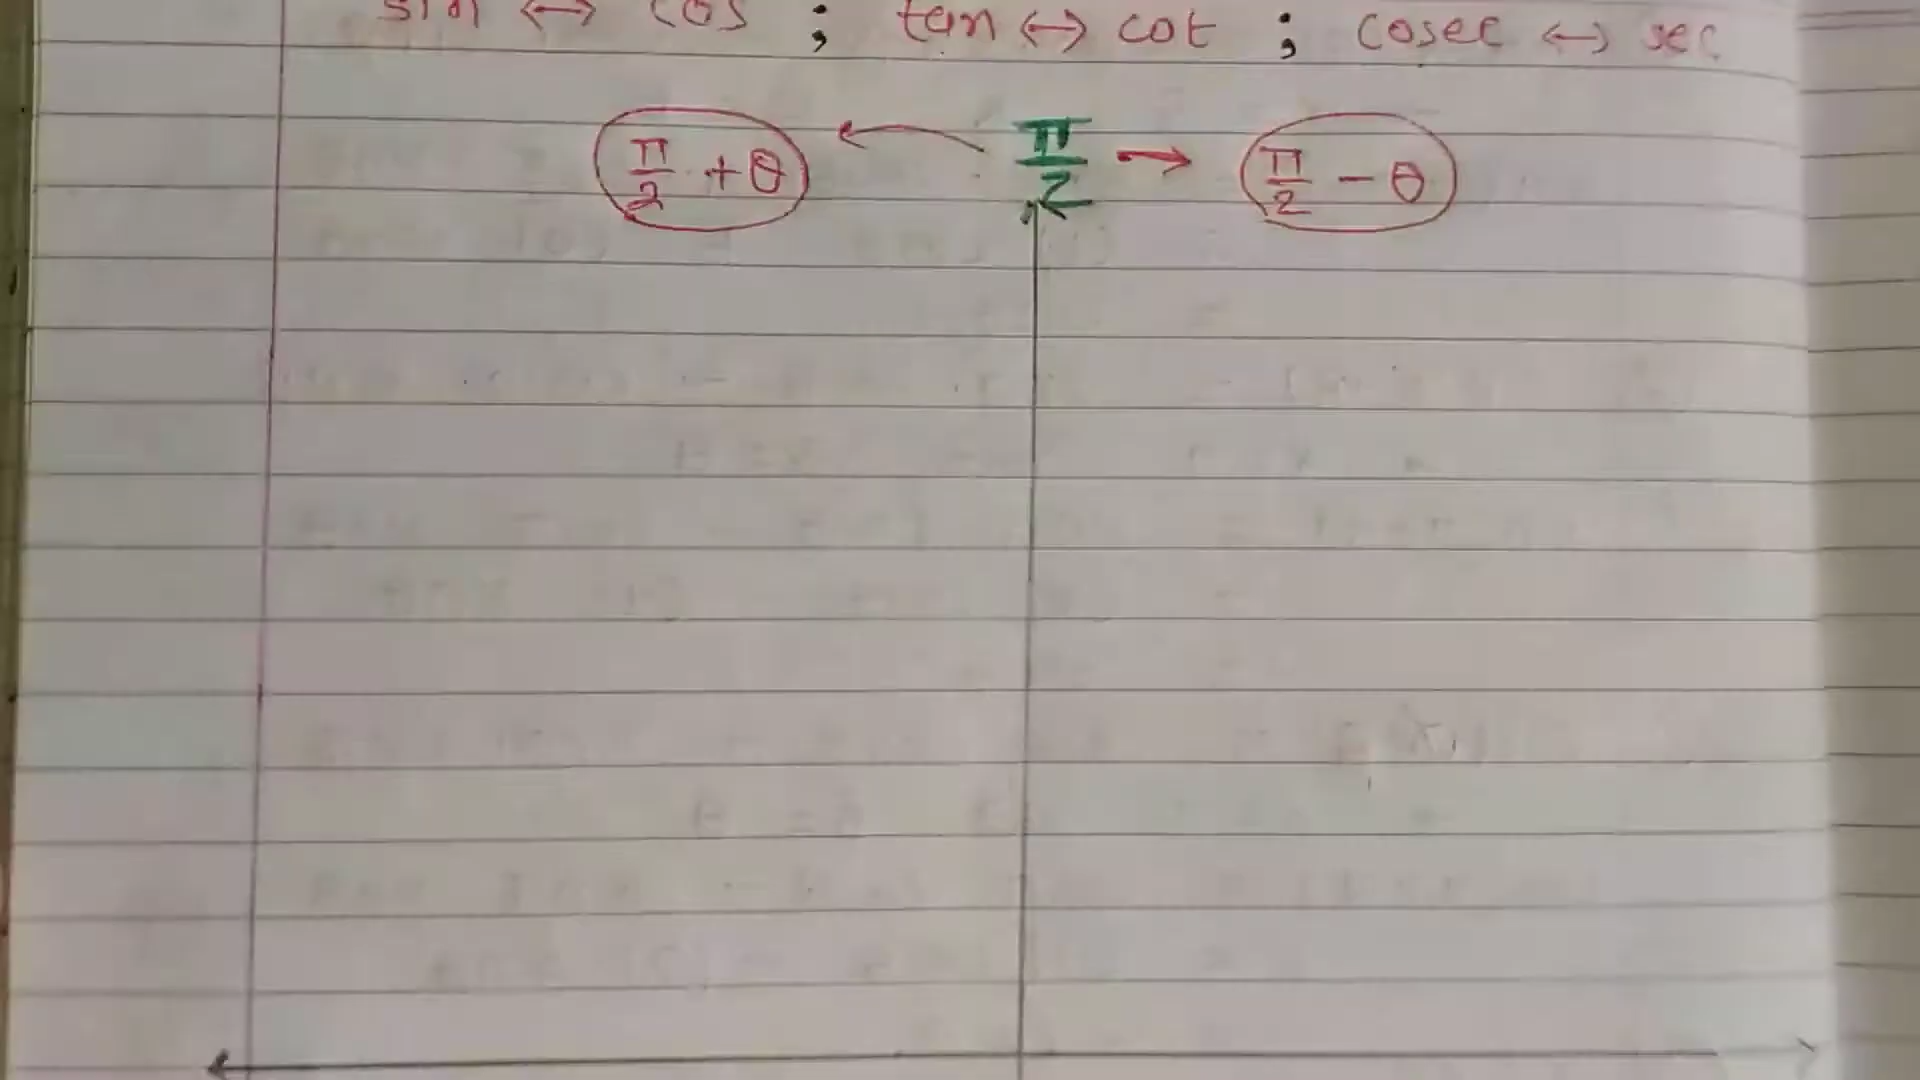 sin ↔ cos ; tan ↔ cot ; cosec ↔ sec
π/2 + θ ← π/2 → π/2 - θ